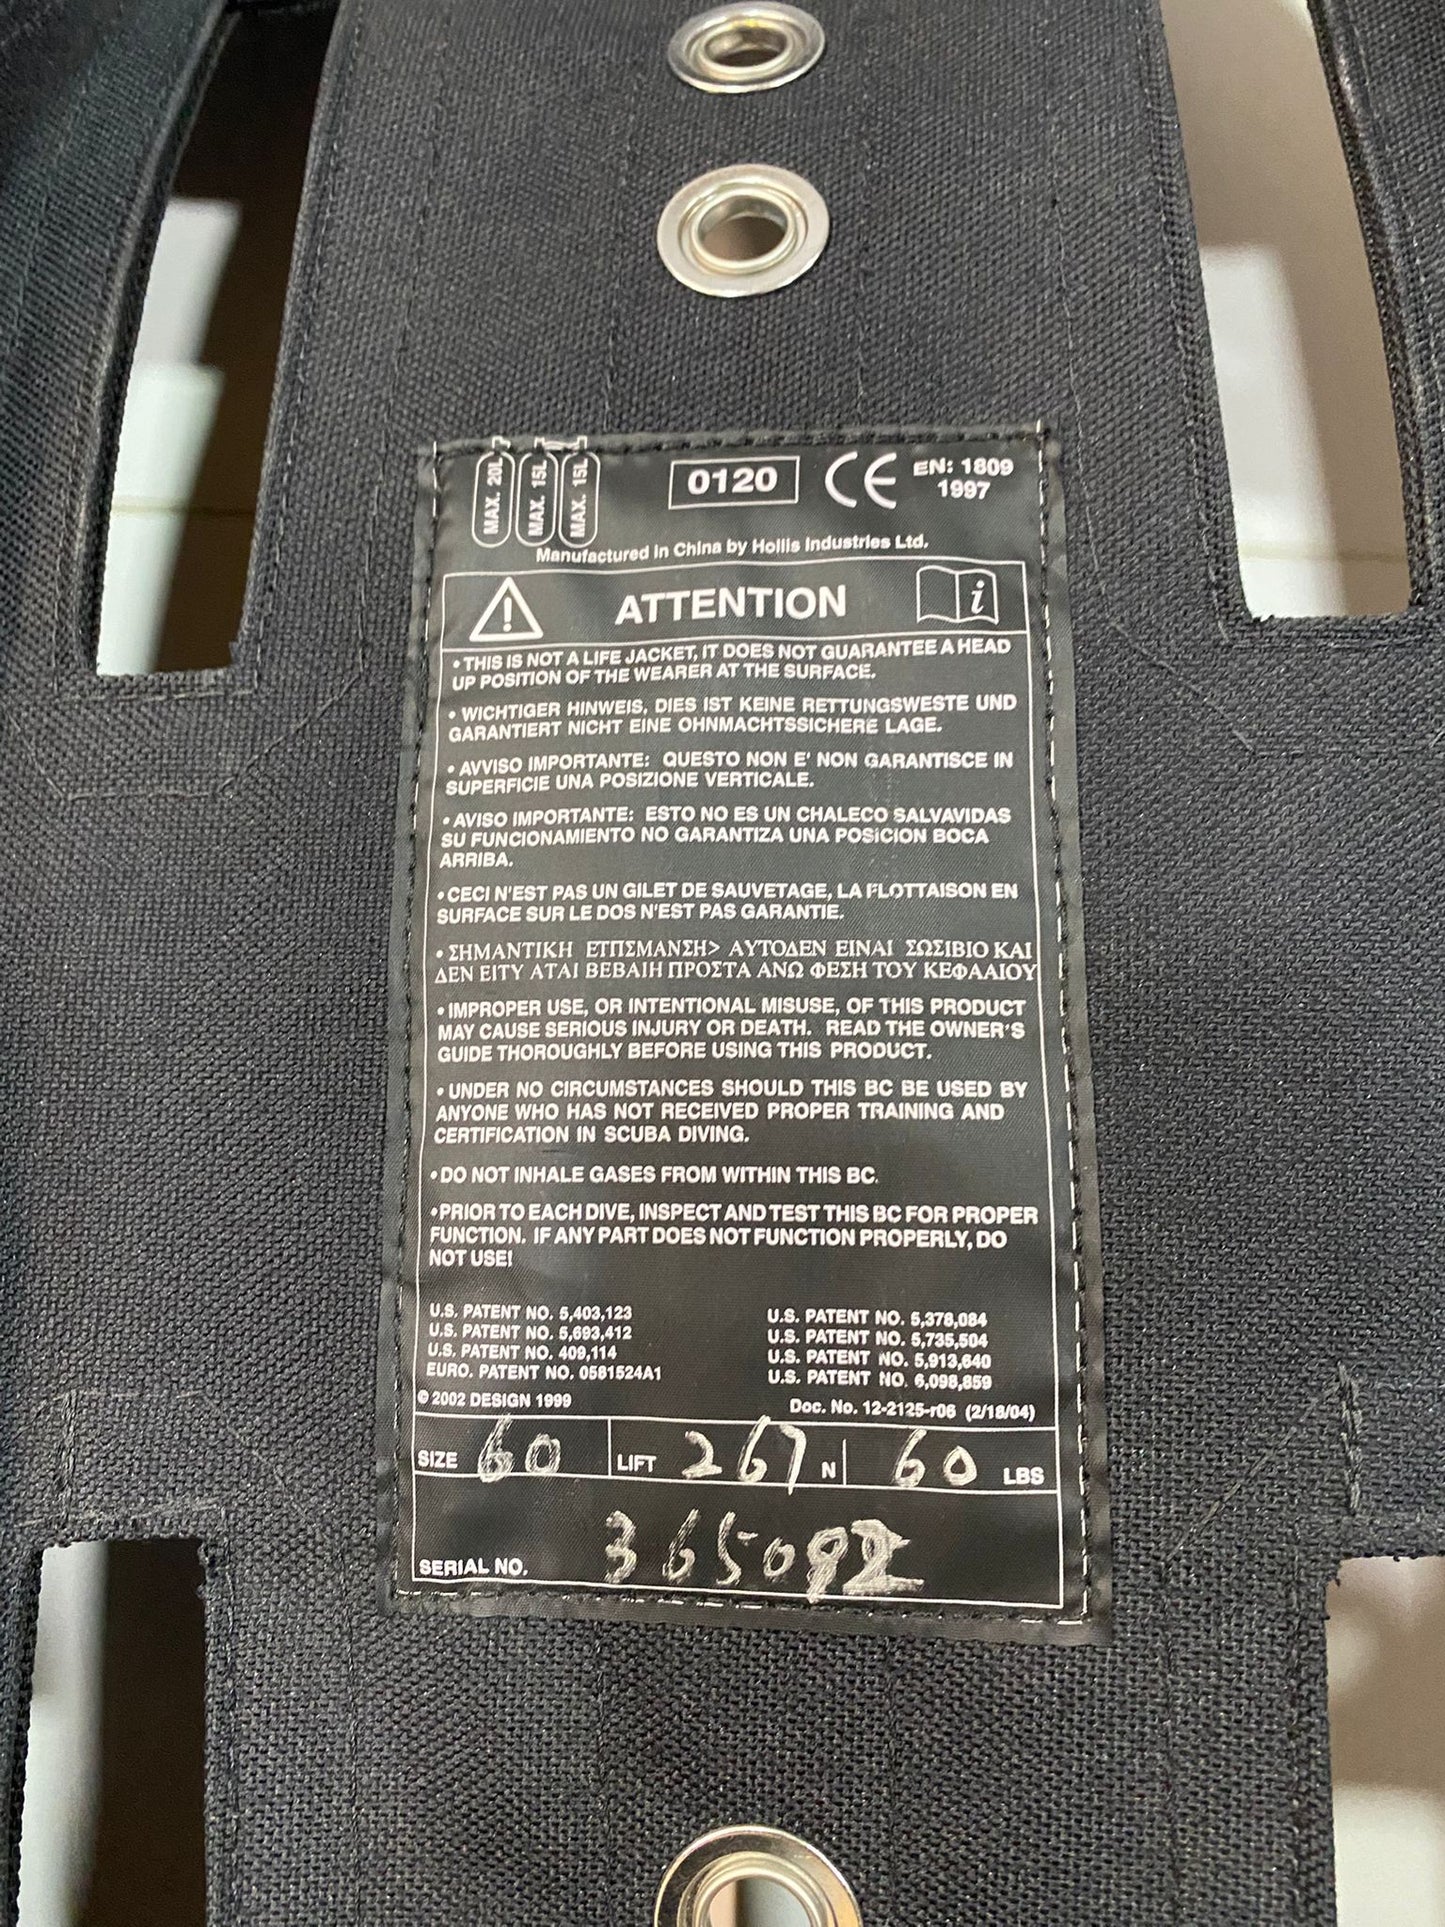 MAX. 20L
MAX. 15L
MAX. 15L
0120
CE
EN: 1809
1997
Manufactured in China by Hollis Industries Ltd.
ATTENTION
i
• THIS IS NOT A LIFE JACKET, IT DOES NOT GUARANTEE A HEAD
UP POSITION OF THE WEARER AT THE SURFACE.
• WICHTIGER HINWEIS, DIES IST KEINE RETTUNGSWESTE UND
GARANTIERT NICHT EINE OHNMACHTSSICHERE LAGE.
• AVVISO IMPORTANTE: QUESTO NON E' NON GARANTISCE IN
SUPERFICIE UNA POSIZIONE VERTICALE.
• AVISO IMPORTANTE: ESTO NO ES UN CHALECO SALVAVIDAS
SU FUNCIONAMIENTO NO GARANTIZA UNA POSICION BOCA
ARRIBA.
• CECI N'EST PAS UN GILET DE SAUVETAGE, LA FLOTTAISON EN
SURFACE SUR LE DOS N'EST PAS GARANTIE.
• ΣΗΜΑΝΤΙΚΗ ΕΤΠΣΜΑΝΣΗ> ΑΥΤΟΔΕΝ ΕΙΝΑΙ ΣΩΣΙΒΙΟ ΚΑΙ
ΔΕΝ ΕΙΤΥ ΑΤΑΙ ΒΕΒΑΙΗ ΠΡΟΣΤΑ ΑΝΩ ΦΕΣΗ ΤΟΥ ΚΕΦΑΑΙΟΥ
• IMPROPER USE, OR INTENTIONAL MISUSE, OF THIS PRODUCT
MAY CAUSE SERIOUS INJURY OR DEATH. READ THE OWNER'S
GUIDE THOROUGHLY BEFORE USING THIS PRODUCT.
• UNDER NO CIRCUMSTANCES SHOULD THIS BC BE USED BY
ANYONE WHO HAS NOT RECEIVED PROPER TRAINING AND
CERTIFICATION IN SCUBA DIVING.
• DO NOT INHALE GASES FROM WITHIN THIS BC.
• PRIOR TO EACH DIVE, INSPECT AND TEST THIS BC FOR PROPER
FUNCTION. IF ANY PART DOES NOT FUNCTION PROPERLY, DO
NOT USE!
U.S. PATENT NO. 5,403,123
U.S. PATENT NO. 5,693,412
U.S. PATENT NO. 409,114
EURO. PATENT NO. 0581524A1
© 2002 DESIGN 1999
U.S. PATENT NO. 5,378,084
U.S. PATENT NO. 5,735,504
U.S. PATENT NO. 5,913,640
U.S. PATENT NO. 6,098,859
Doc. No. 12-2125-r06 (2/18/04)
SIZE 60 LIFT 267 N 60 LBS
SERIAL NO. 365092